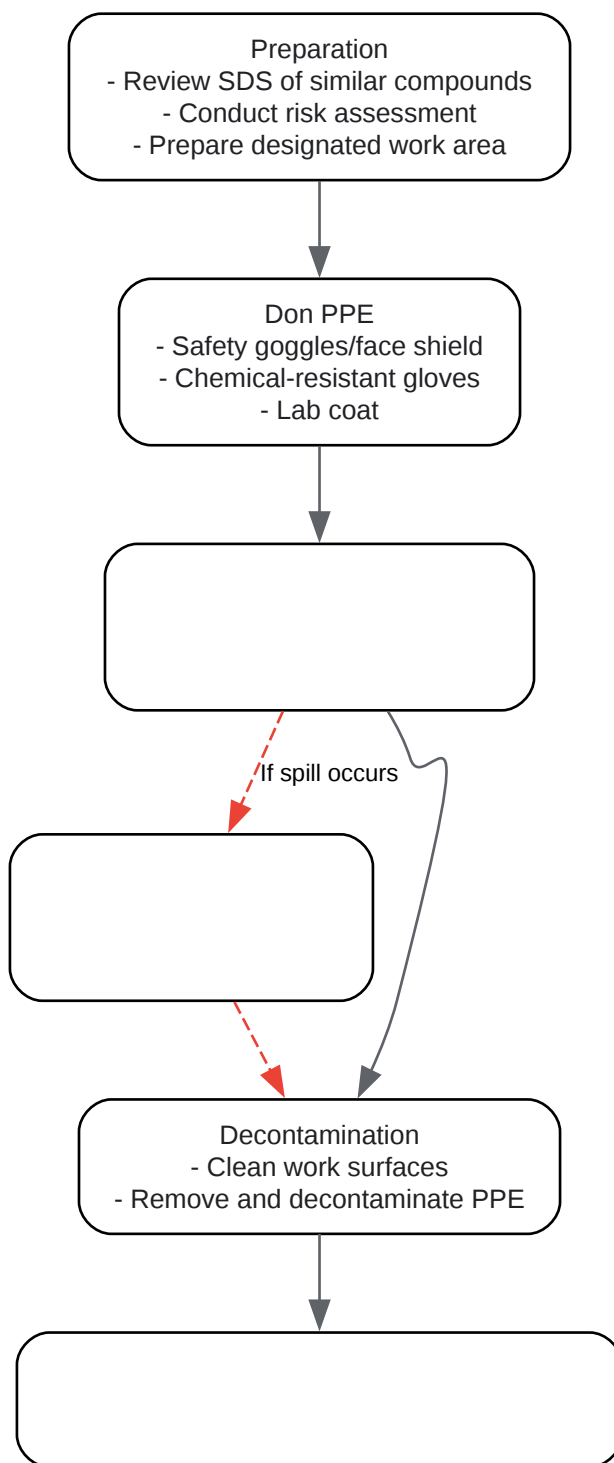 Preparation
- Review SDS of similar compounds
- Conduct risk assessment
- Prepare designated work area
Don PPE
- Safety goggles/face shield
- Chemical-resistant gloves
- Lab coat
If spill occurs
Decontamination
- Clean work surfaces
- Remove and decontaminate PPE